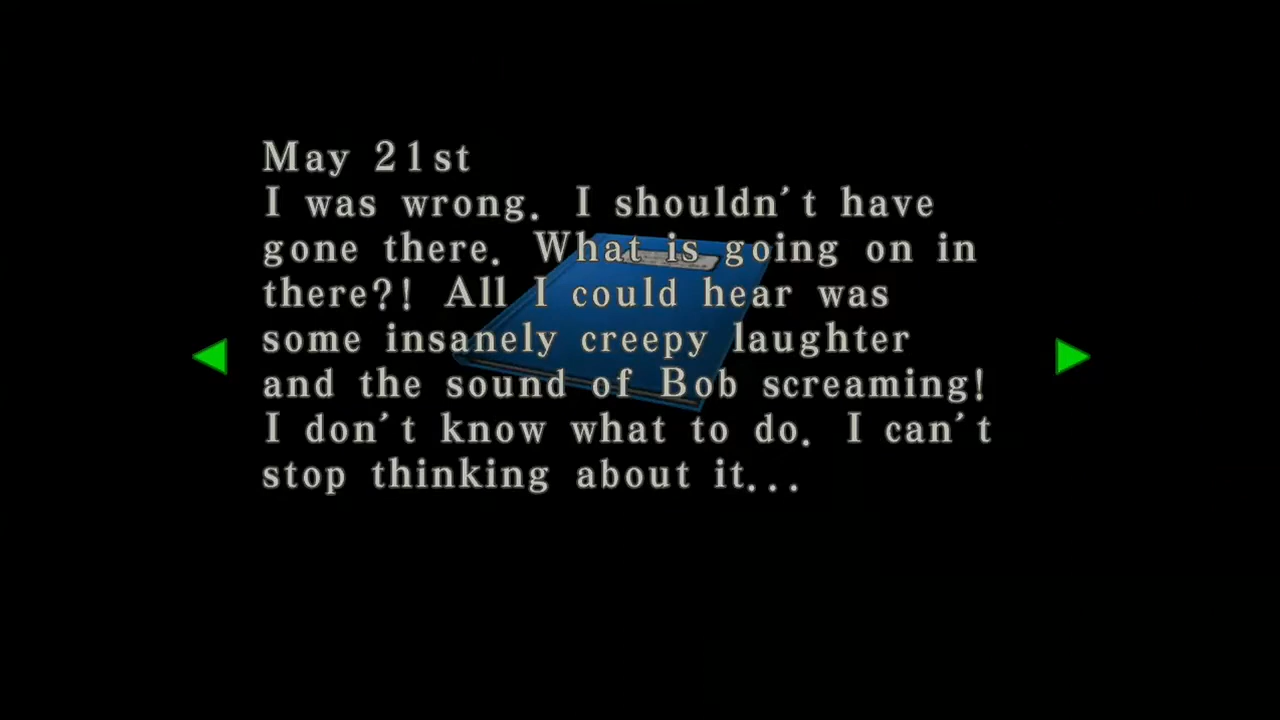 May 21st
I was wrong. I shouldn't have
gone there. What is going on in
there?! All I could hear was
some insanely creepy laughter
and the sound of Bob screaming!
I don't know what to do. I can't
stop thinking about it...